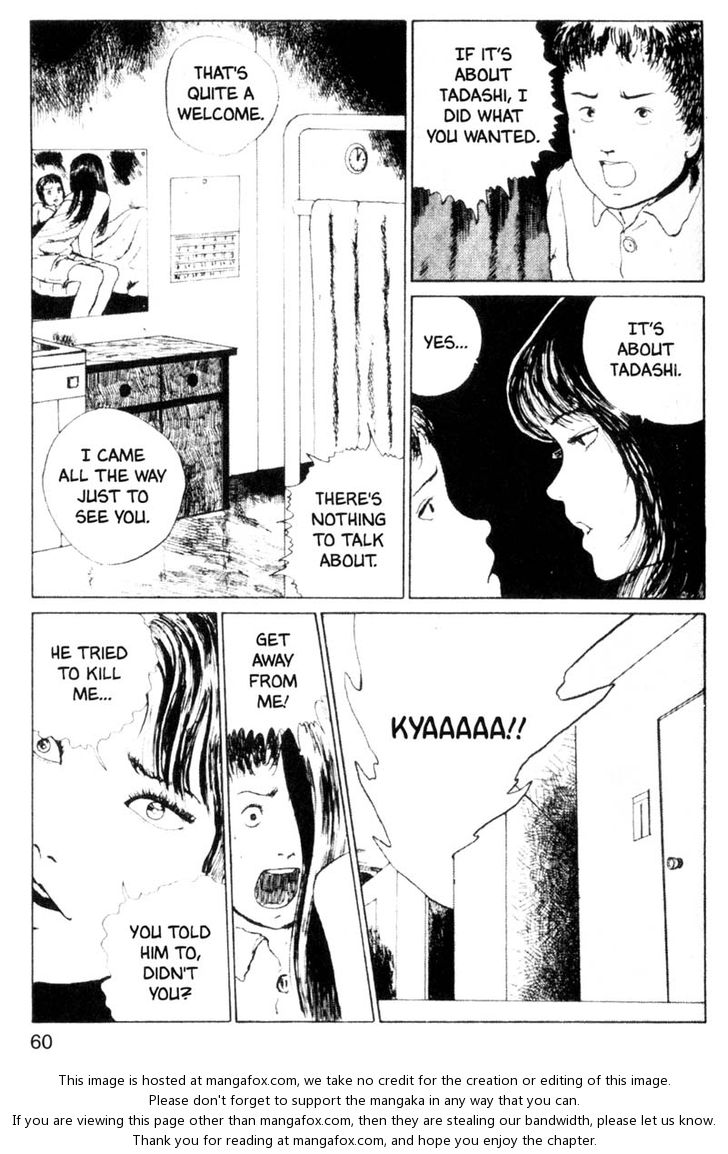 THAT'S
QUITE A
WELCOME.
I CAME
ALL THE WAY
JUST TO
SEE YOU.
THERE'S
NOTHING
TO TALK
ABOUT.
IF IT'S
ABOUT
TADASHI, I
DID WHAT
YOU WANTED.
YES...
IT'S
ABOUT
TADASHI.
HE TRIED
TO KILL
ME...
YOU TOLD
HIM TO,
DIDN'T
YOU?
GET
AWAY
FROM
ME!
KYAAAAA!!
60
This image is hosted at mangafox.com, we take no credit for the creation or editing of this image.
Please don't forget to support the mangaka in any way that you can.
If you are viewing this page other than mangafox.com, then they are stealing our bandwidth, please let us know.
Thank you for reading at mangafox.com, and hope you enjoy the chapter.